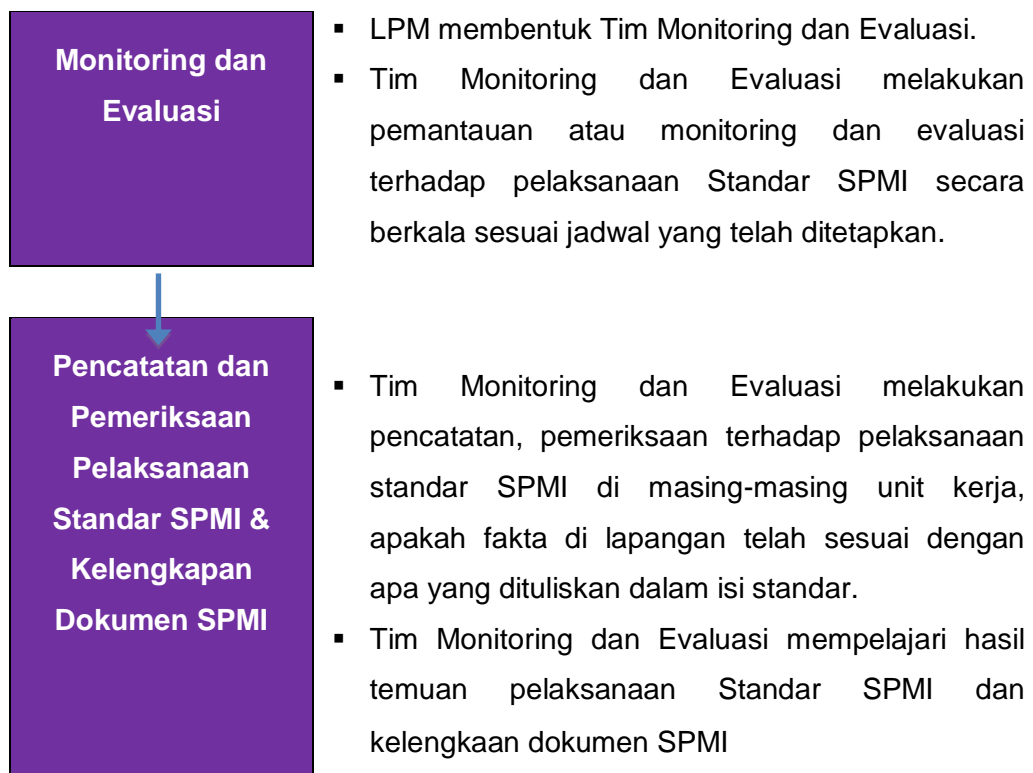 Monitoring dan
Evaluasi
▪ LPM membentuk Tim Monitoring dan Evaluasi.
▪ Tim Monitoring dan Evaluasi melakukan
pemantauan atau monitoring dan evaluasi
terhadap pelaksanaan Standar SPMI secara
berkala sesuai jadwal yang telah ditetapkan.
Pencatatan dan
Pemeriksaan
Pelaksanaan
Standar SPMI &
Kelengkapan
Dokumen SPMI
▪ Tim Monitoring dan Evaluasi melakukan
pencatatan, pemeriksaan terhadap pelaksanaan
standar SPMI di masing-masing unit kerja,
apakah fakta di lapangan telah sesuai dengan
apa yang dituliskan dalam isi standar.
▪ Tim Monitoring dan Evaluasi mempelajari hasil
temuan pelaksanaan Standar SPMI dan
kelengkaan dokumen SPMI